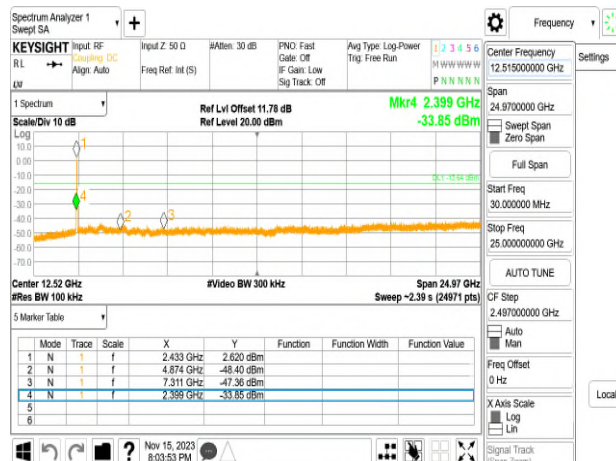 Spectrum Analyzer 1
Swept SA
Frequency
KEYSIGHT
RL
Input: RF
Coupling: DC
Align: Auto
Input Z: 50 Ω
Freq Ref: Int (S)
#Atten: 30 dB
PNO: Fast
Gate: Off
IF Gain: Low
Sig Track: Off
Avg Type: Log-Power
Trig: Free Run
1 2 3 4 5 6
M W W W W W
P N N N N N
1 Spectrum
Scale/Div 10 dB
Ref Lvl Offset 11.78 dB
Ref Level 20.00 dBm
Mkr4 2.399 GHz
-33.85 dBm
Log
10.0
0.00
-10.0
-20.0
-30.0
-40.0
-50.0
-60.0
-70.0
1
2
3
4
Center 12.52 GHz
#Res BW 100 kHz
#Video BW 300 kHz
Span 24.97 GHz
Sweep ~2.39 s (24971 pts)
5 Marker Table
Mode Trace Scale X Y Function Function Width Function Value
1 N 1 f 2.433 GHz 2.620 dBm
2 N 1 f 4.874 GHz -48.40 dBm
3 N 1 f 7.311 GHz -47.36 dBm
4 N 1 f 2.399 GHz -33.85 dBm
5
6
Nov 15, 2023
8:03:53 PM
Center Frequency
12.515000000 GHz
Span
24.9700000 GHz
Swept Span
Zero Span
Full Span
Start Freq
30.000000 MHz
Stop Freq
25.000000000 GHz
AUTO TUNE
CF Step
2.497000000 GHz
Auto
Man
Freq Offset
0 Hz
X Axis Scale
Log
Lin
Signal Track
Settings
Local